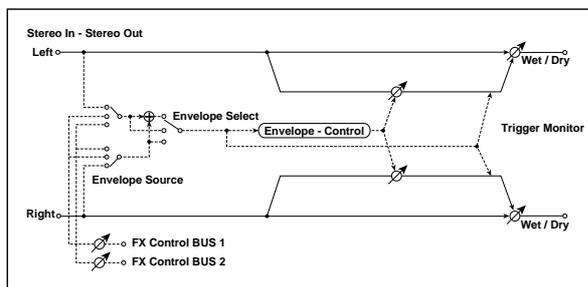 Stereo In - Stereo Out
Left
Wet / Dry
Envelope Select
Envelope - Control
Trigger Monitor
Envelope Source
Right
Wet / Dry
FX Control BUS 1
FX Control BUS 2